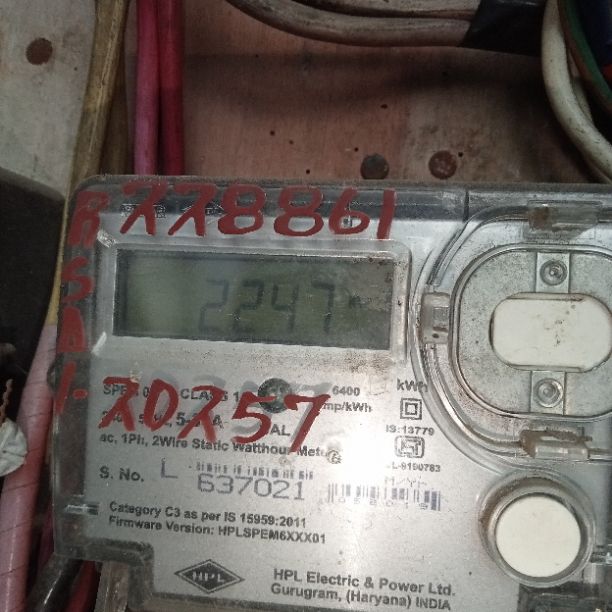 778861
2247
6400
kWh
imp/kWh
ac, 1Ph, 2Wire Static Watthour Meter
IS:13779
S. No. L 637021
Category C3 as per IS 15959:2011
Firmware Version: HPLSPEM6XXX01
20257
HPL
HPL Electric & Power Ltd.
Gurugram, (Haryana) INDIA